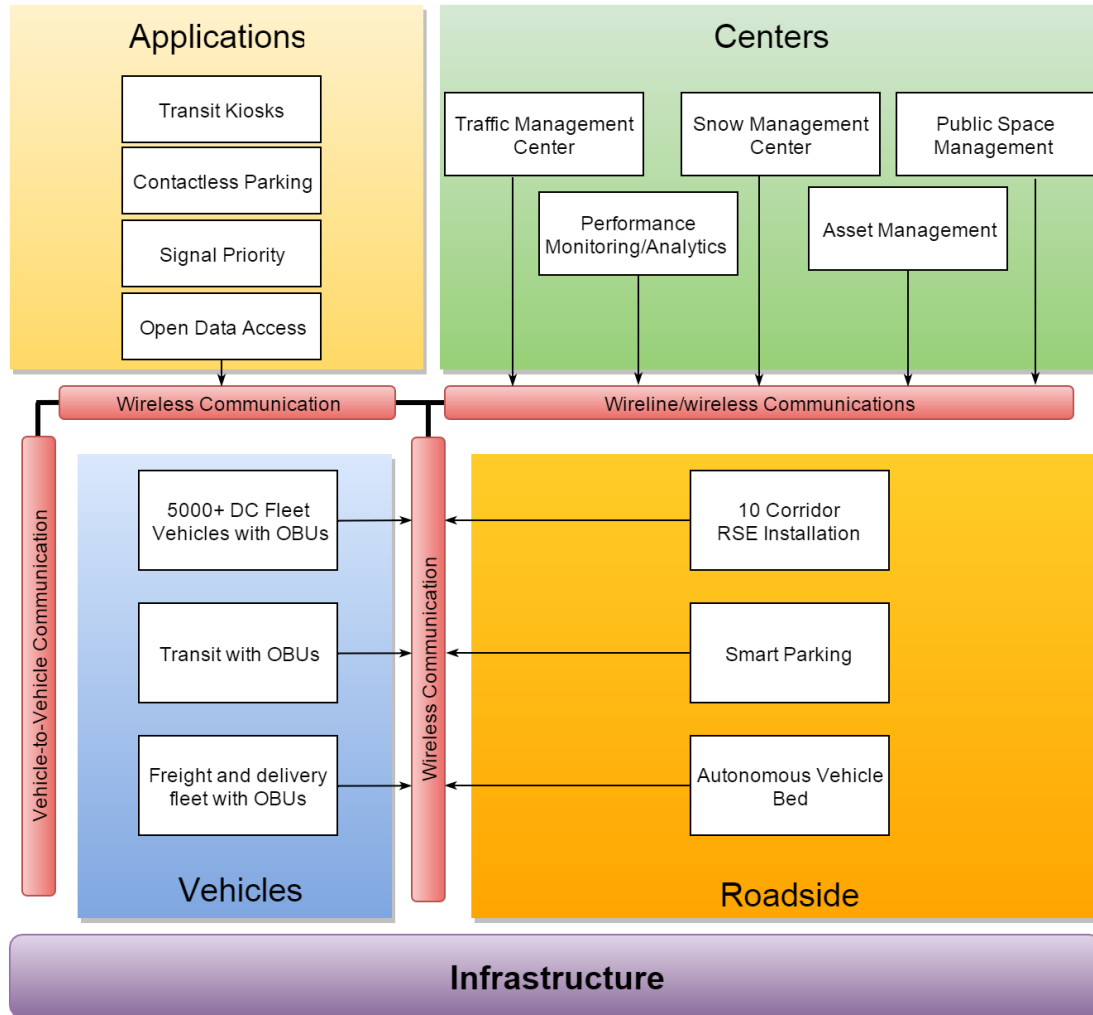 Applications
Transit Kiosks
Contactless Parking
Signal Priority
Open Data Access
Centers
Traffic Management
Center
Snow Management
Center
Public Space
Management
Performance
Monitoring/Analytics
Asset Management
Wireless Communication
Wireline/wireless Communications
Vehicle-to-Vehicle Communication
5000+ DC Fleet
Vehicles with OBUs
Transit with OBUs
Freight and delivery
fleet with OBUs
Vehicles
Wireless Communication
10 Corridor
RSE Installation
Smart Parking
Autonomous Vehicle
Bed
Roadside
Infrastructure